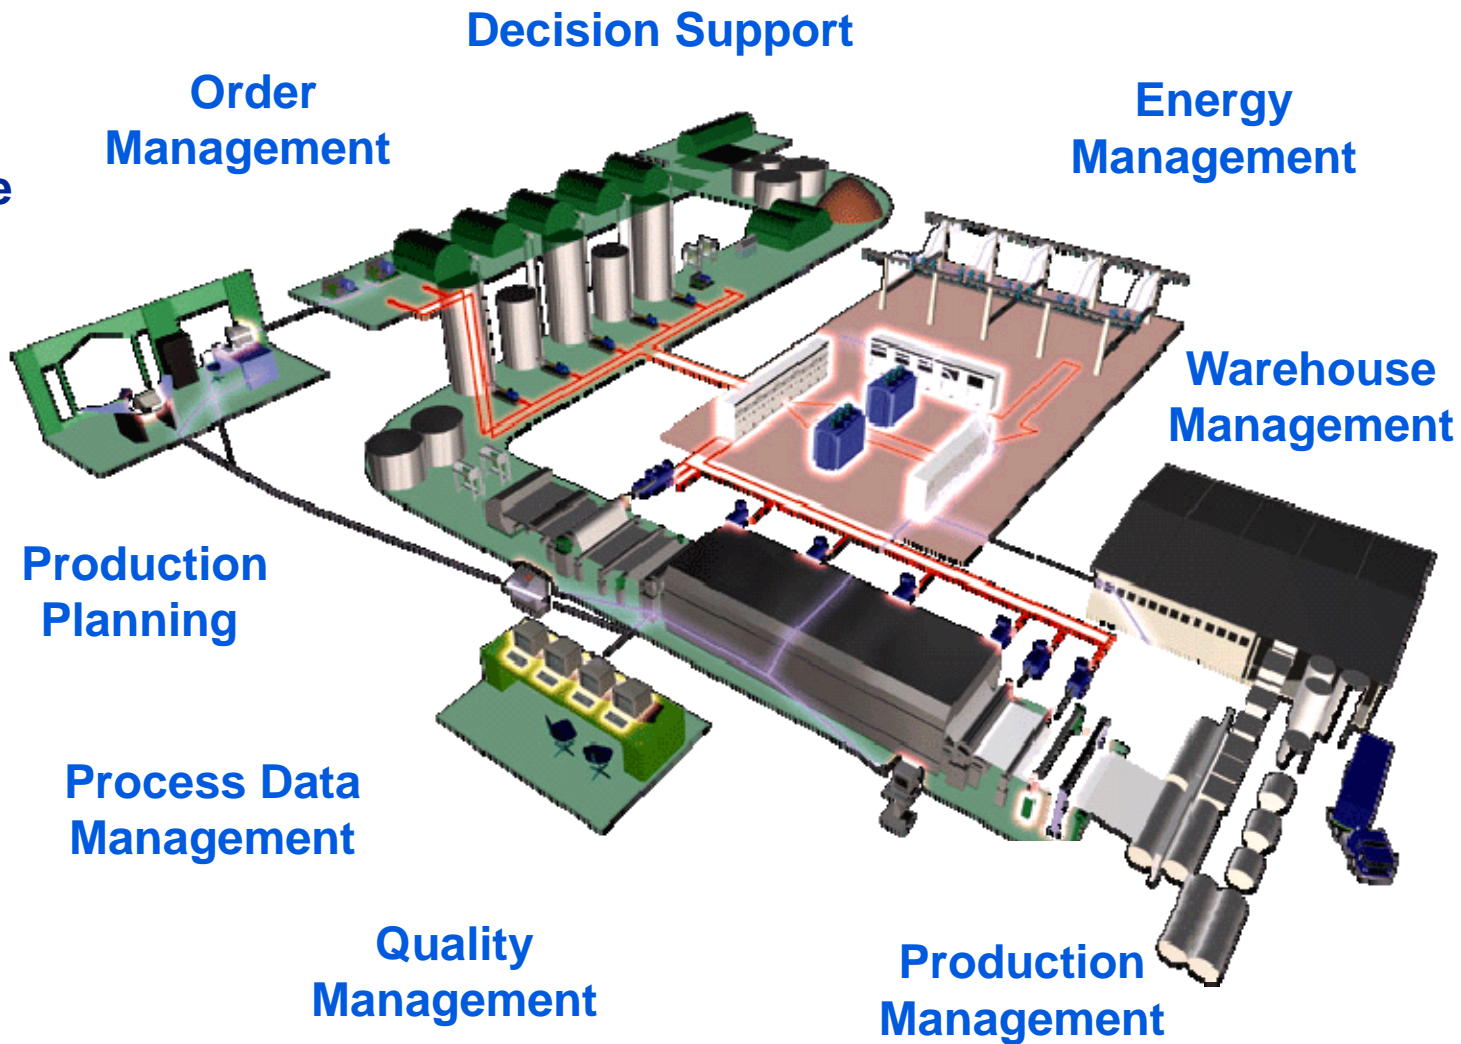 Decision Support
Order
Management
Energy
Management
e
Warehouse
Management
Production
Planning
Process Data
Management
Quality
Management
Production
Management